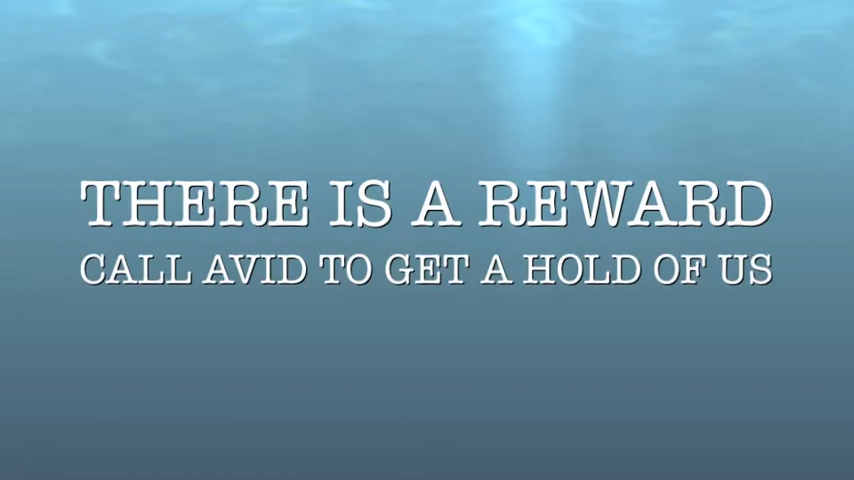 THERE IS A REWARD
CALL AVID TO GET A HOLD OF US